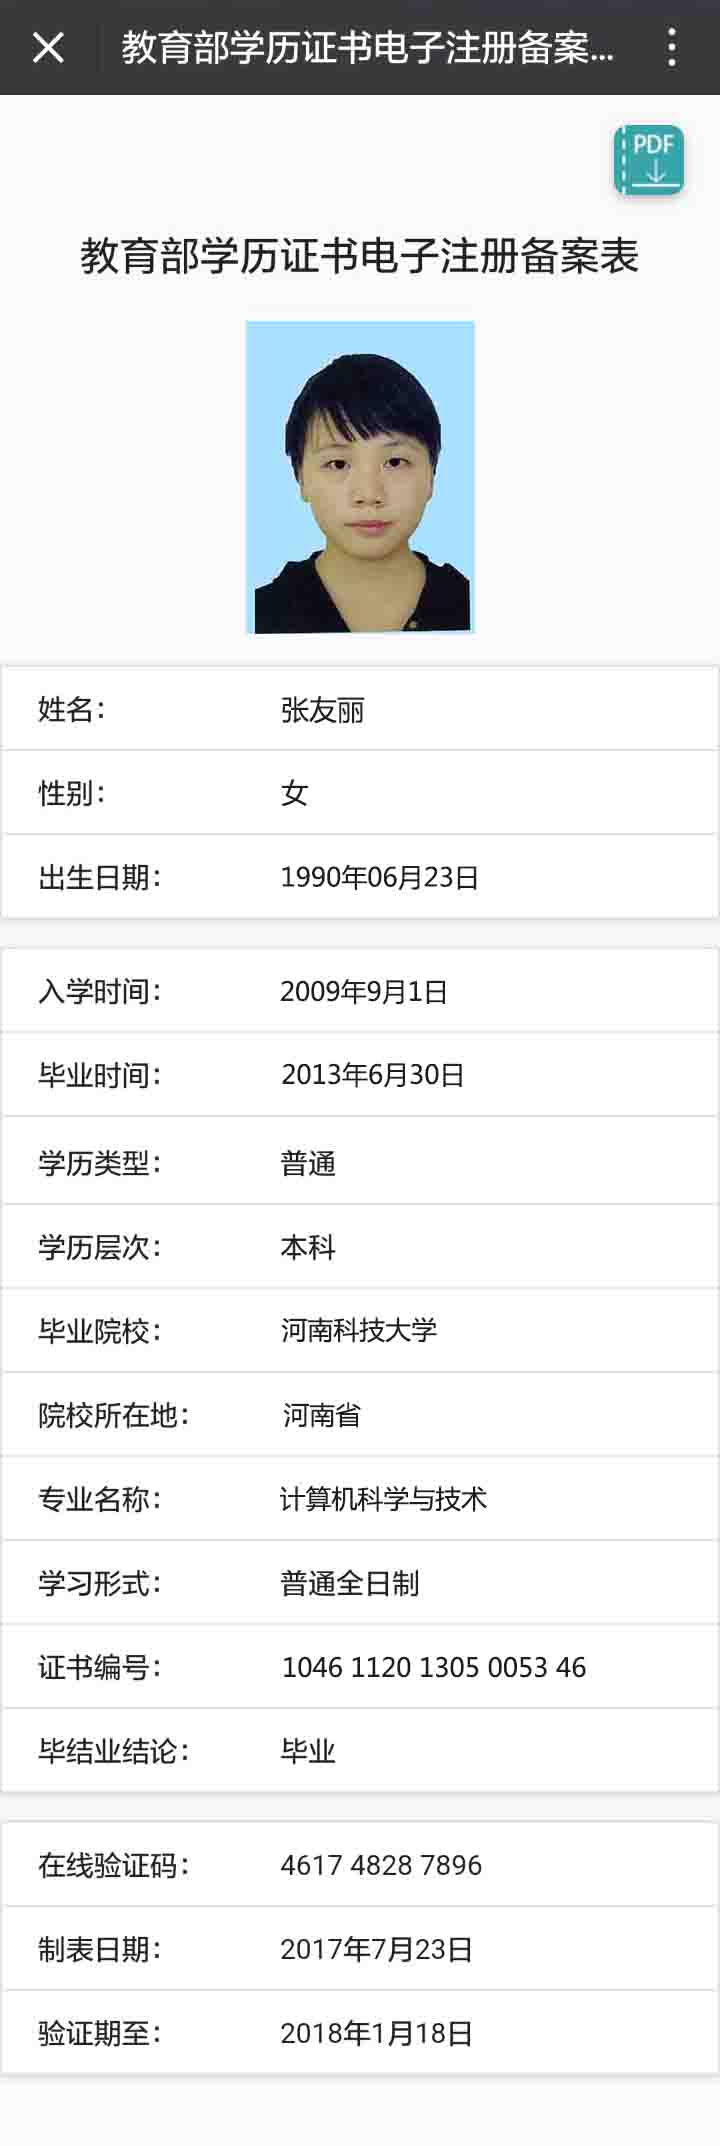 教育部学历证书电子注册备案...
PDF
教育部学历证书电子注册备案表
姓名： 张友丽
性别： 女
出生日期： 1990年06月23日
入学时间： 2009年9月1日
毕业时间： 2013年6月30日
学历类型： 普通
学历层次： 本科
毕业院校： 河南科技大学
院校所在地： 河南省
专业名称： 计算机科学与技术
学习形式： 普通全日制
证书编号： 1046 1120 1305 0053 46
毕结业结论： 毕业
在线验证码： 4617 4828 7896
制表日期： 2017年7月23日
验证期至： 2018年1月18日